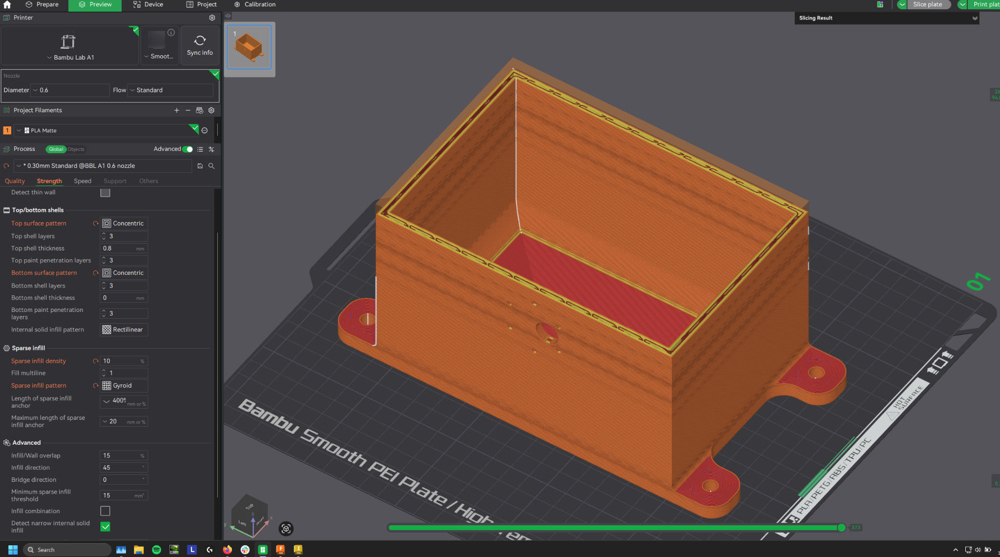 Prepare
Preview
Device
Project
Calibration
Slice plate
Print plat
Printer
Slicing Result
1
Bambu Lab A1
Smoot...
Sync info
Nozzle
Diameter
0.6
Flow
Standard
Project Filaments
1
PLA Matte
Process
Global
Objects
Advanced
* 0.30mm Standard @BBL A1 0.6 nozzle
Quality
Strength
Speed
Support
Others
Detect thin wall
Top/bottom shells
Top surface pattern
Concentric
Top shell layers
3
Top shell thickness
0.8 mm
Top paint penetration layers
3
Bottom surface pattern
Concentric
Bottom shell layers
3
Bottom shell thickness
0 mm
Bottom paint penetration
layers
3
Internal solid infill pattern
Rectilinear
Sparse infill
Sparse infill density
10 %
Fill multiline
1
Sparse infill pattern
Gyroid
Length of sparse infill
anchor
400% mm or %
Maximum length of sparse
infill anchor
20 mm or %
Advanced
Infill/Wall overlap
15 %
Infill direction
45 °
Bridge direction
0 °
Minimum sparse infill
threshold
15 mm²
Infill combination
Detect narrow internal solid
infill
01
HOT
SURFACE
PLA/PETG/ABS/TPU/PC
Bambu Smooth PEI Plate /High Tem
Top
Left
x
y
z
373
Search